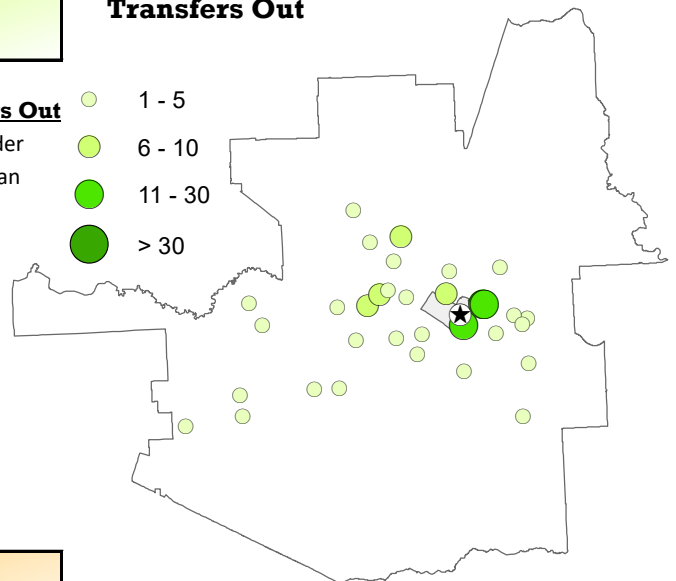 Transfers Out
s Out
der
an
1 - 5
6 - 10
11 - 30
> 30